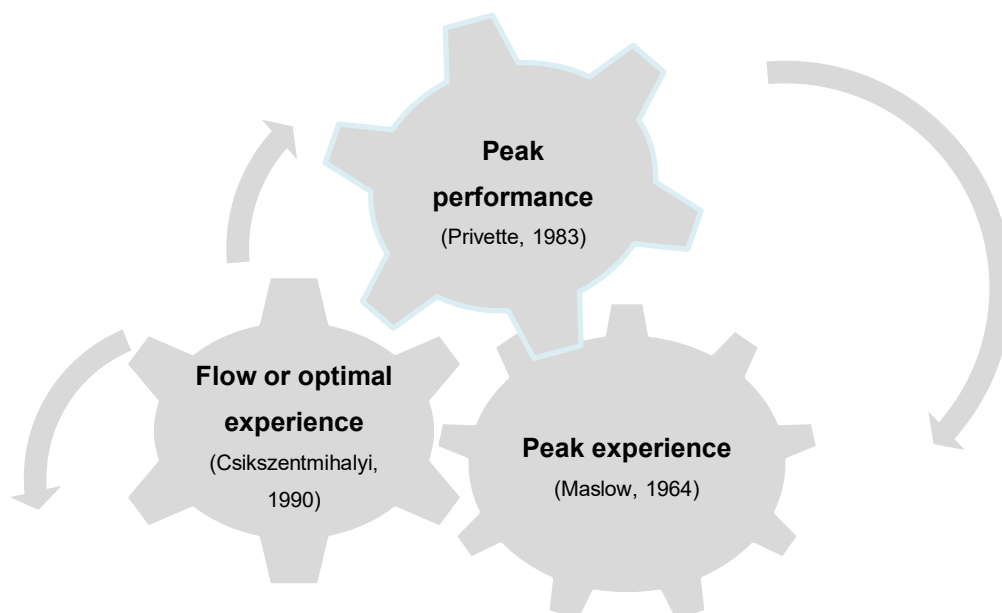 Peak
performance
(Privette, 1983)
Flow or optimal
experience
(Csikszentmihalyi,
1990)
Peak experience
(Maslow, 1964)